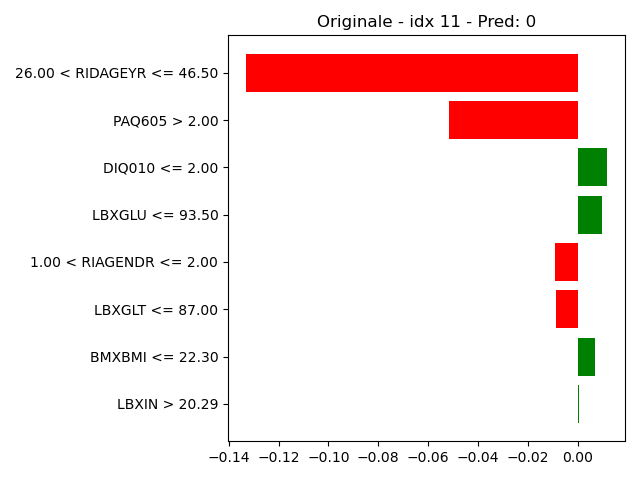 Originale - idx 11 - Pred: 0
26.00 < RIDAGEYR <= 46.50
PAQ605 > 2.00
DIQ010 <= 2.00
LBXGLU <= 93.50
1.00 < RIAGENDR <= 2.00
LBXGLT <= 87.00
BMXBMI <= 22.30
LBXIN > 20.29
−0.14 −0.12 −0.10 −0.08 −0.06 −0.04 −0.02 0.00